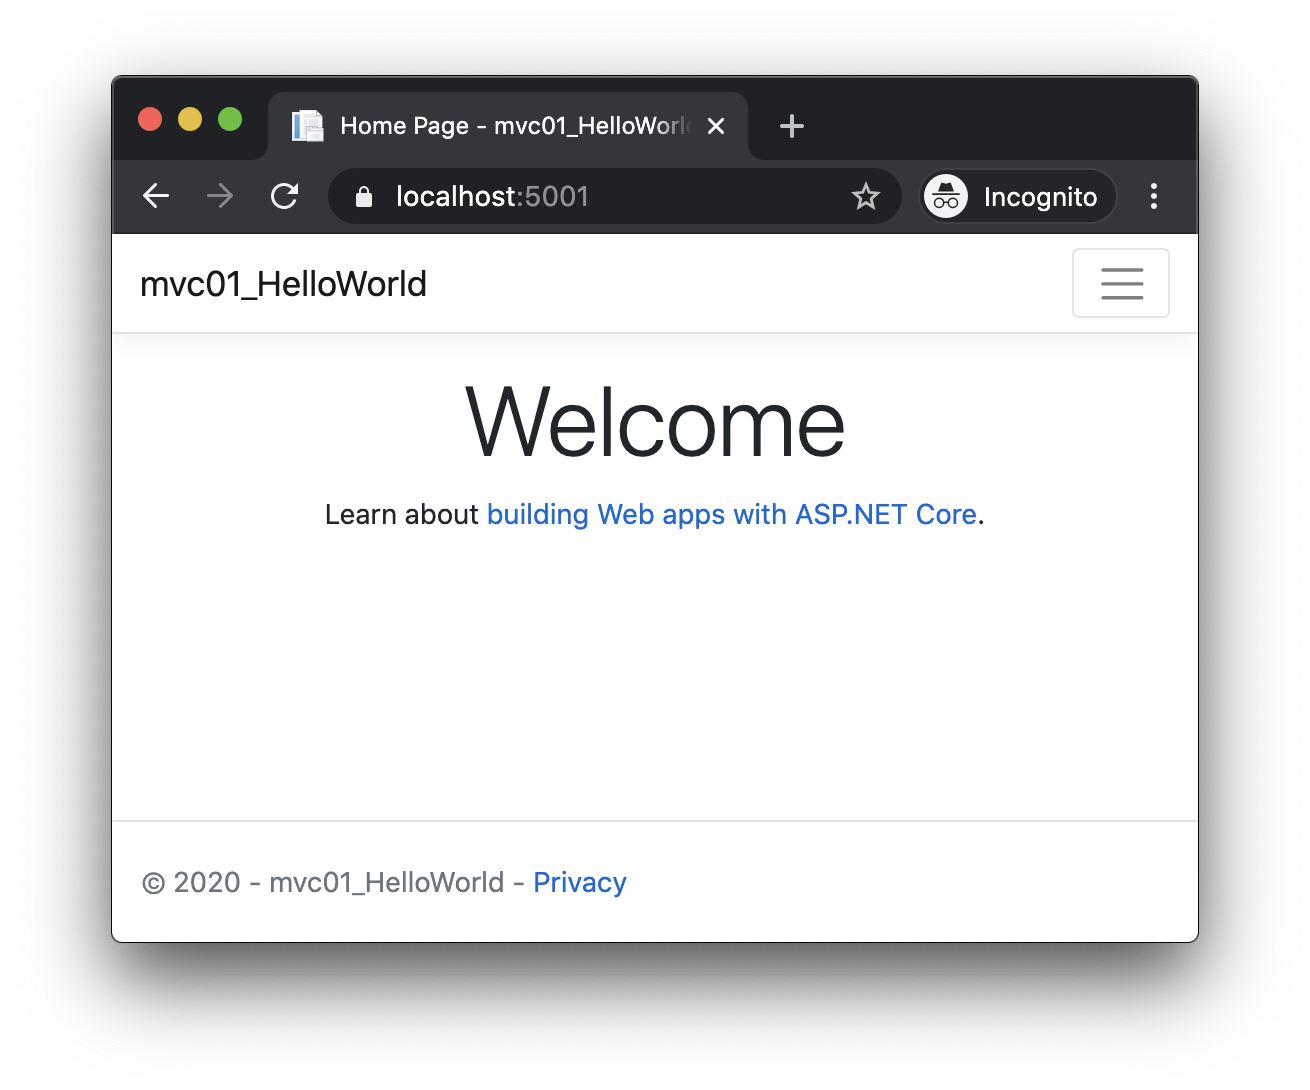 Home Page - mvc01_HelloWorl
localhost:5001
Incognito
mvc01_HelloWorld
Welcome
Learn about building Web apps with ASP.NET Core.
© 2020 - mvc01_HelloWorld - Privacy